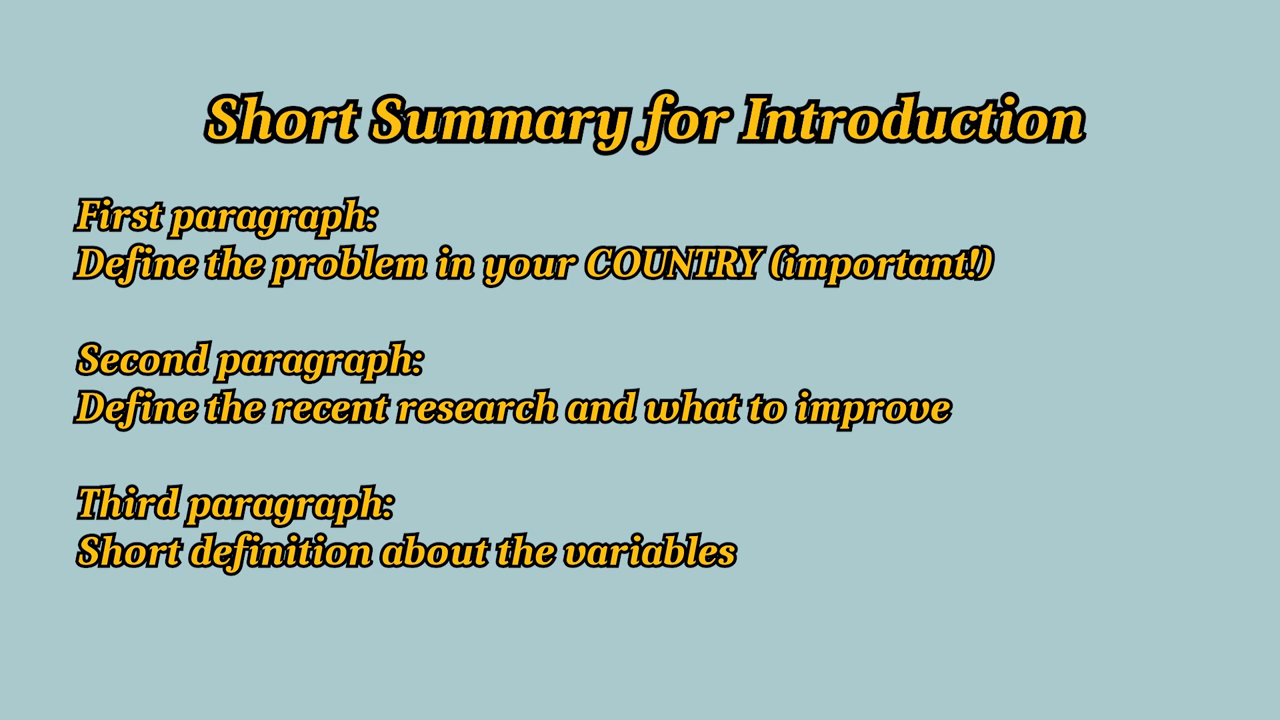 Short Summary for Introduction
First paragraph:
Define the problem in your COUNTRY (important!)
Second paragraph:
Define the recent research and what to improve
Third paragraph:
Short definition about the variables